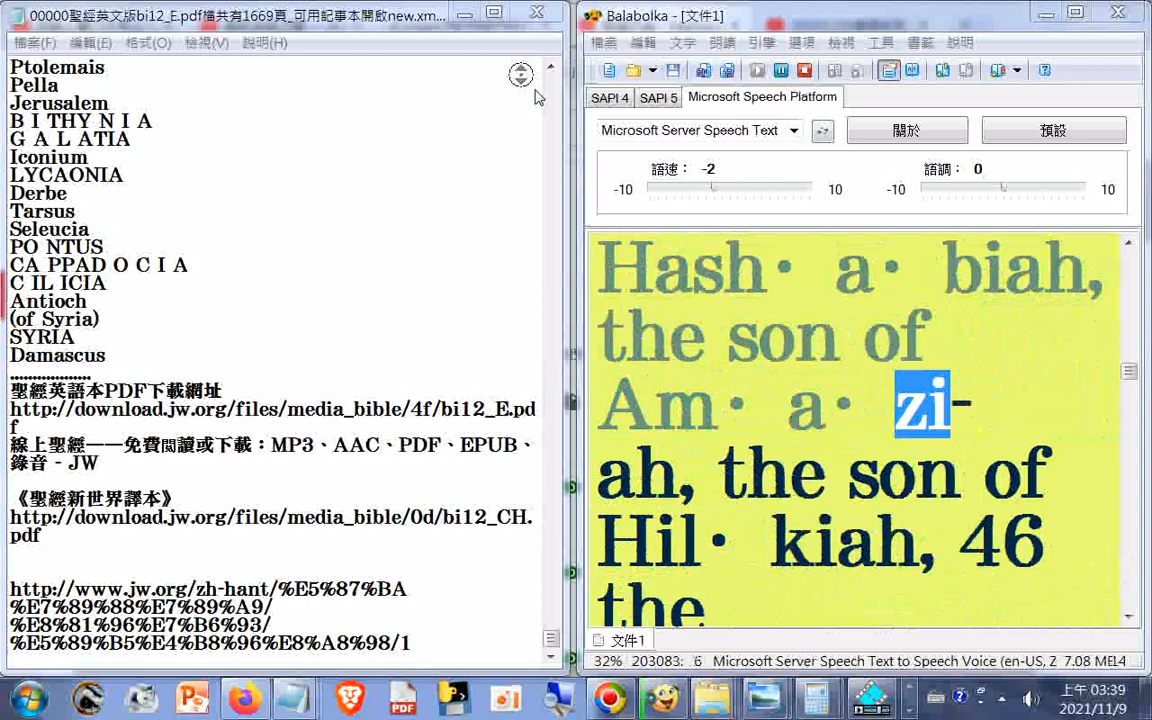 00000聖經英文版bi12_E.pdf檔共有1669頁_可用記事本開啟new.xm...
檔案(F) 編輯(E) 格式(O) 檢視(V) 說明(H)
Ptolemais
Pella
Jerusalem
B I THY N I A
G A L ATIA
Iconium
LYCAONIA
Derbe
Tarsus
Seleucia
PO NTUS
CA PPAD O C I A
C IL ICIA
Antioch
(of Syria)
SYRIA
Damascus
..................
聖經英語本PDF下載網址
http://download.jw.org/files/media_bible/4f/bi12_E.pd
f
線上聖經——免費閱讀或下載：MP3、AAC、PDF、EPUB、
錄音 - JW
《聖經新世界譯本》
http://download.jw.org/files/media_bible/0d/bi12_CH.
pdf
http://www.jw.org/zh-hant/%E5%87%BA
%E7%89%88%E7%89%A9/
%E8%81%96%E7%B6%93/
%E5%89%B5%E4%B8%96%E8%A8%98/1
Balabolka - [文件1]
檔案 編輯 文字 朗讀 引擎 選項 檢視 工具 書籤 說明
SAPI 4 SAPI 5 Microsoft Speech Platform
Microsoft Server Speech Text 關於 預設
語速： -2 語調： 0
-10 10 -10 10
Hash· a· biah,
the son of
Am· a· zi-
ah, the son of
Hil· kiah, 46
the
文件1
32% 203083: 6 Microsoft Server Speech Text to Speech Voice (en-US, Z 7.08 ME14
PDF
上午 03:39
2021/11/9